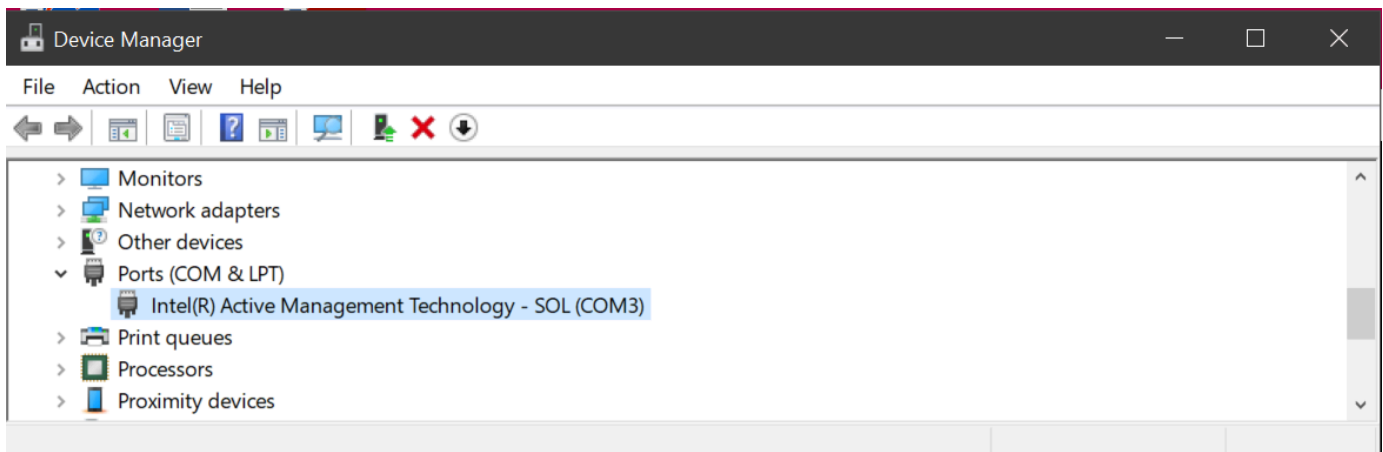 Device Manager
File Action View Help
Monitors
Network adapters
Other devices
Ports (COM & LPT)
Intel(R) Active Management Technology - SOL (COM3)
Print queues
Processors
Proximity devices